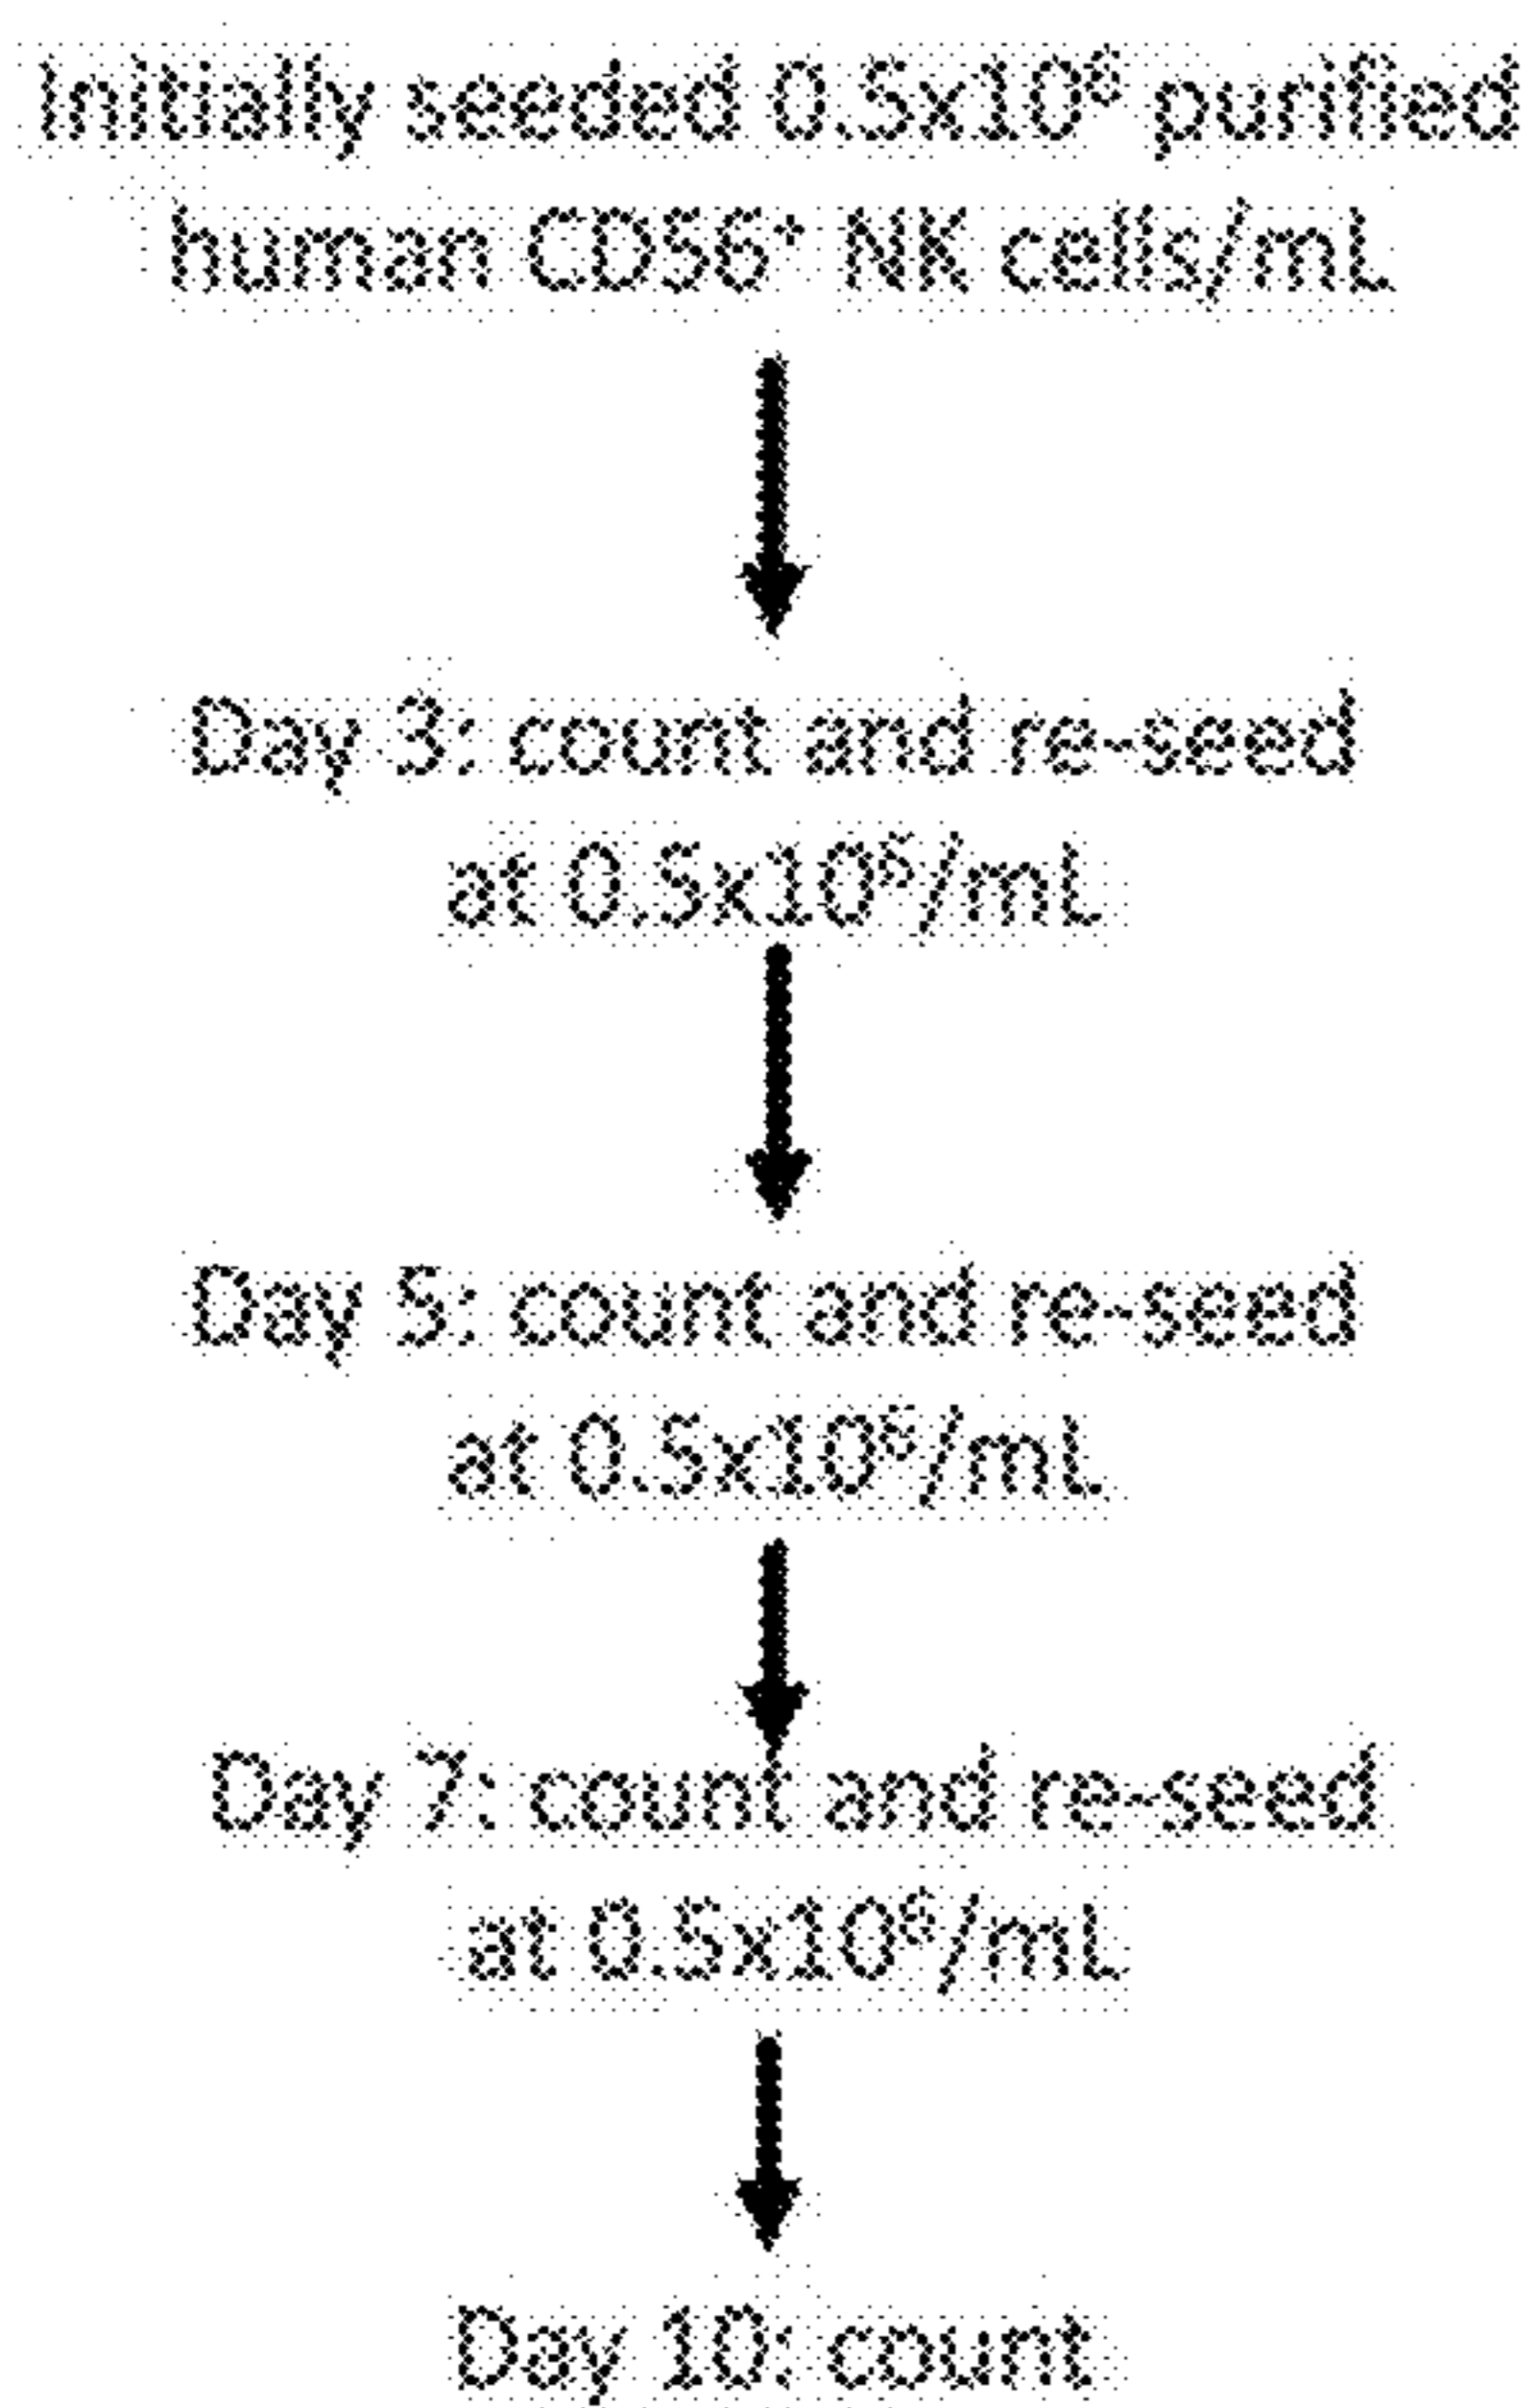 Initially seeded 0.5x10⁶ purified
human CD56⁺ NK cells/mL
Day 3: count and re-seed
at 0.5x10⁵/mL
Day 5: count and re-seed
at 0.5x10⁶/mL
Day 7: count and re-seed
at 0.5x10⁶/mL
Day 10: count